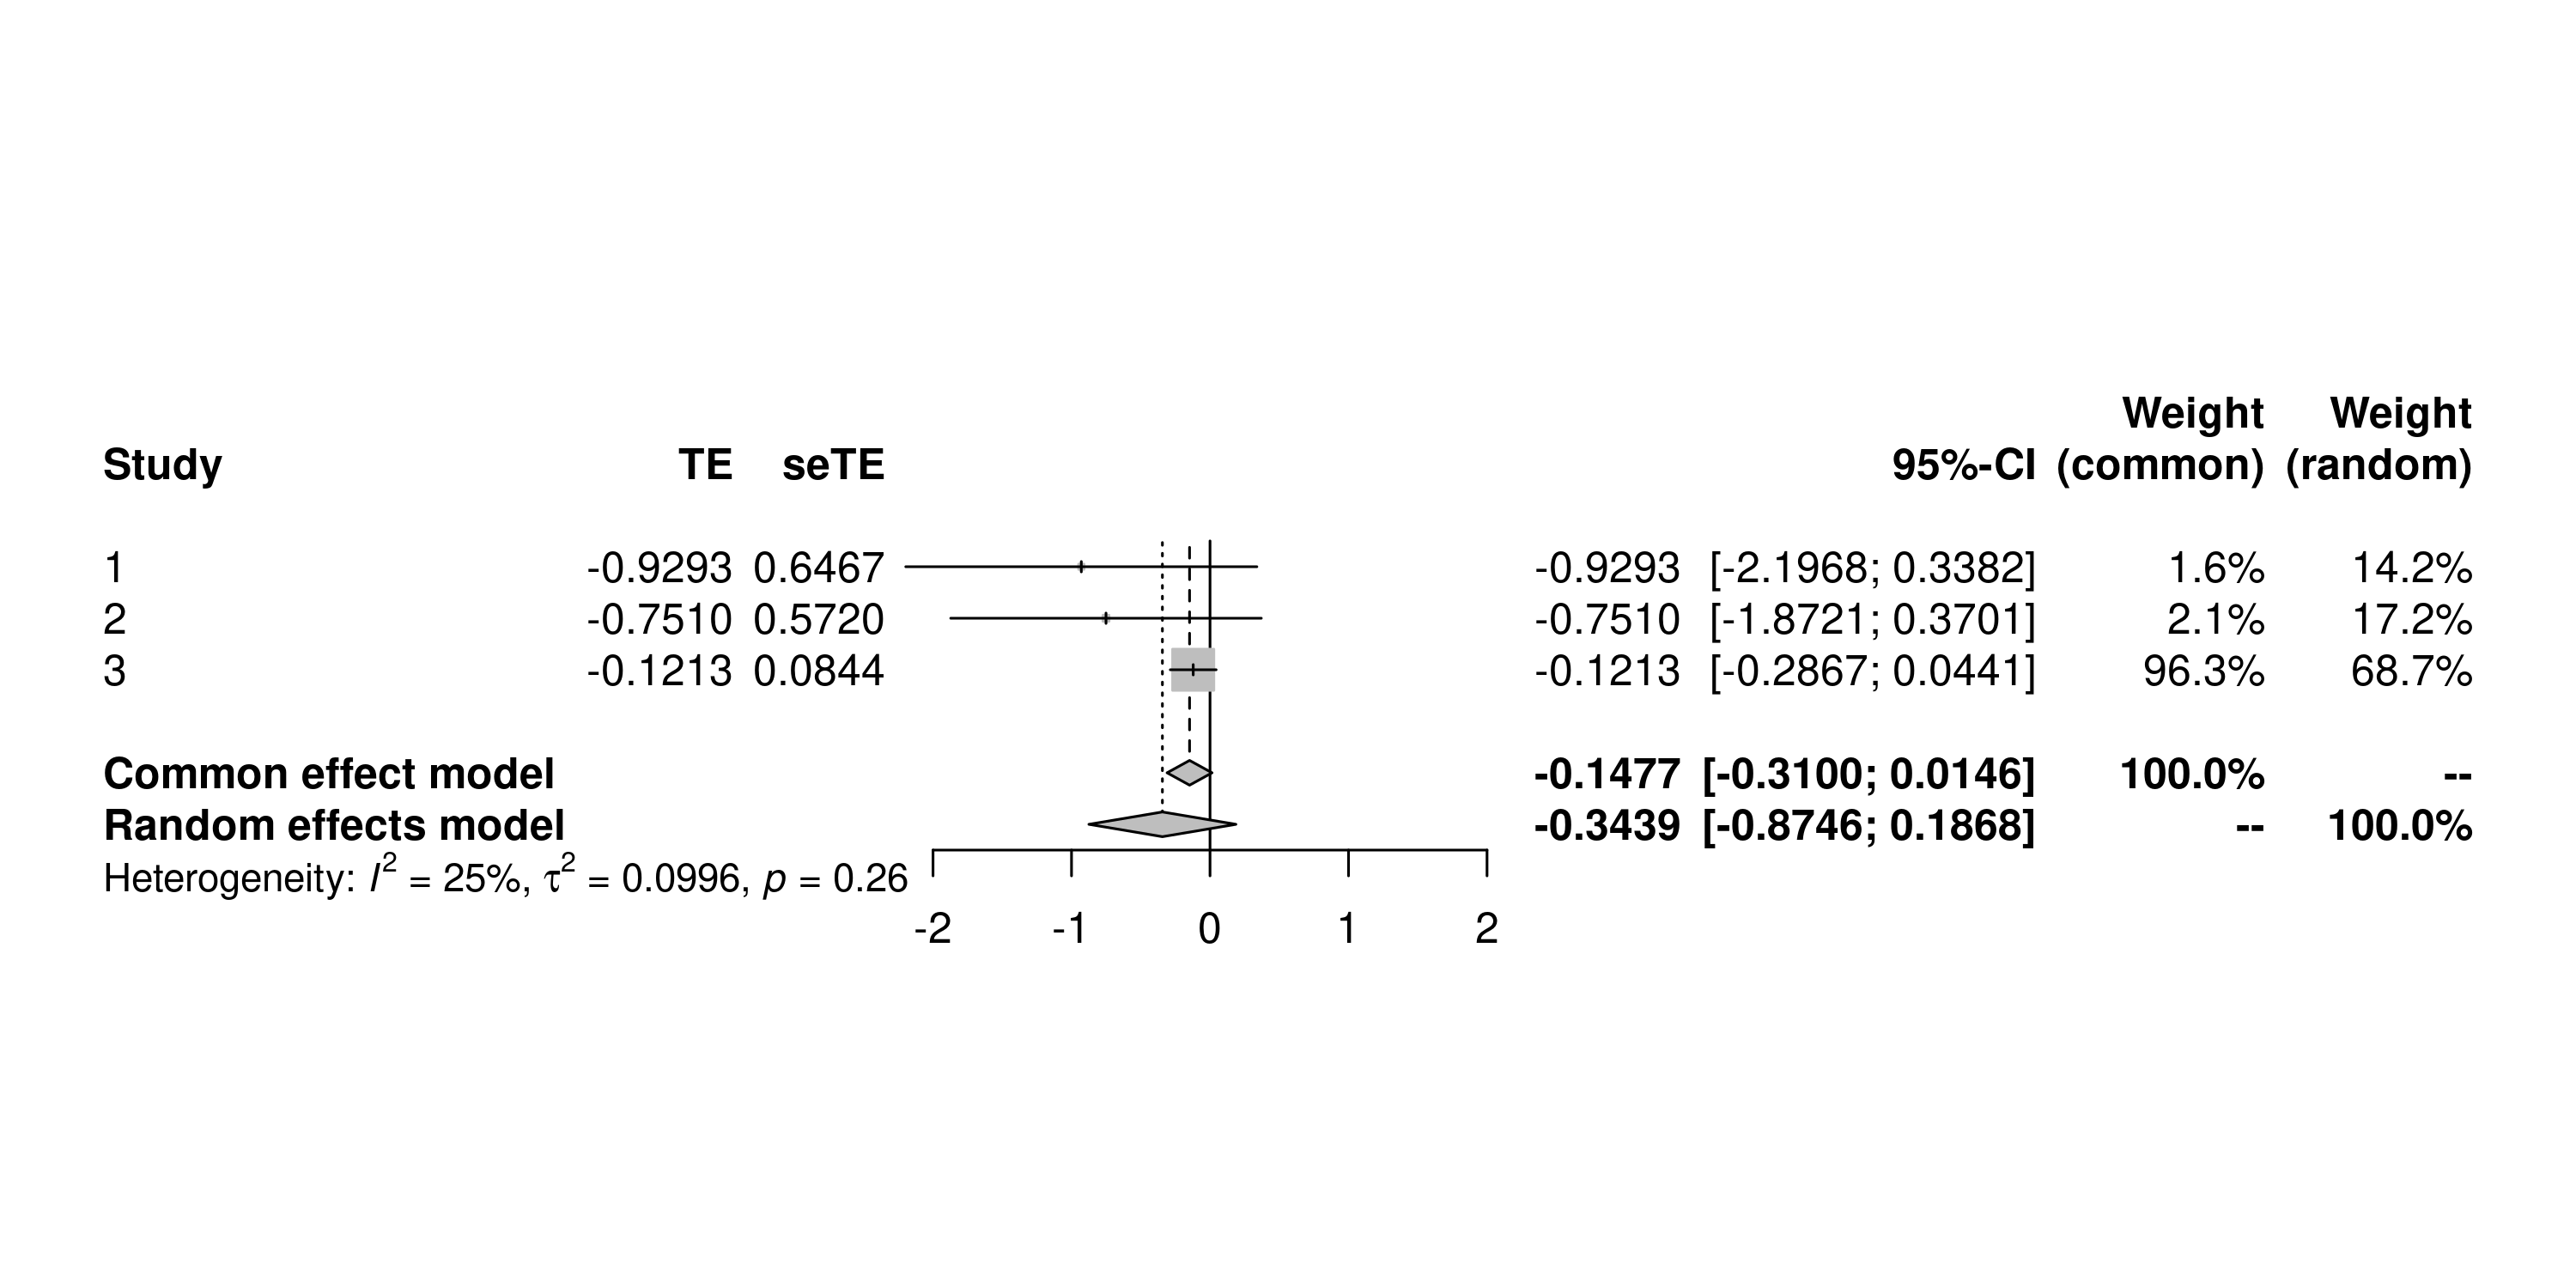 Weight Weight
Study TE seTE 95%-CI (common) (random)
1 -0.9293 0.6467 -0.9293 [-2.1968; 0.3382] 1.6% 14.2%
2 -0.7510 0.5720 -0.7510 [-1.8721; 0.3701] 2.1% 17.2%
3 -0.1213 0.0844 -0.1213 [-0.2867; 0.0441] 96.3% 68.7%
Common effect model -0.1477 [-0.3100; 0.0146] 100.0% --
Random effects model -0.3439 [-0.8746; 0.1868] -- 100.0%
Heterogeneity: I² = 25%, τ² = 0.0996, p = 0.26
-2 -1 0 1 2